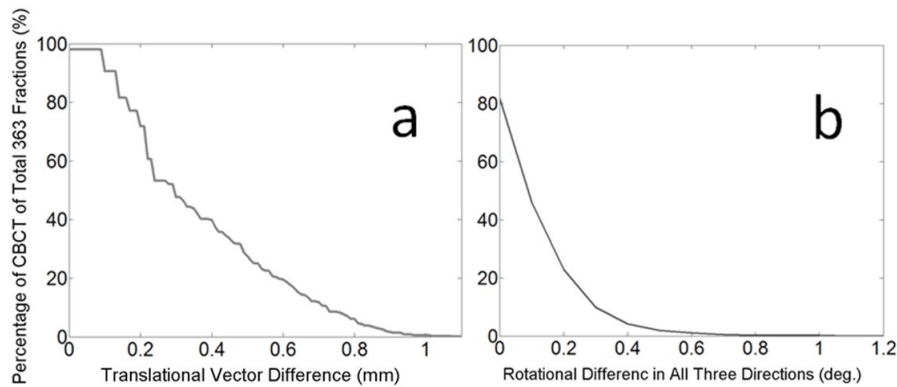 Percentage of CBCT of Total 363 Fractions (%)
100
80
60
40
20
0
a
0 0.2 0.4 0.6 0.8 1
Translational Vector Difference (mm)
100
80
60
40
20
0
b
0 0.2 0.4 0.6 0.8 1 1.2
Rotational Differenc in All Three Directions (deg.)